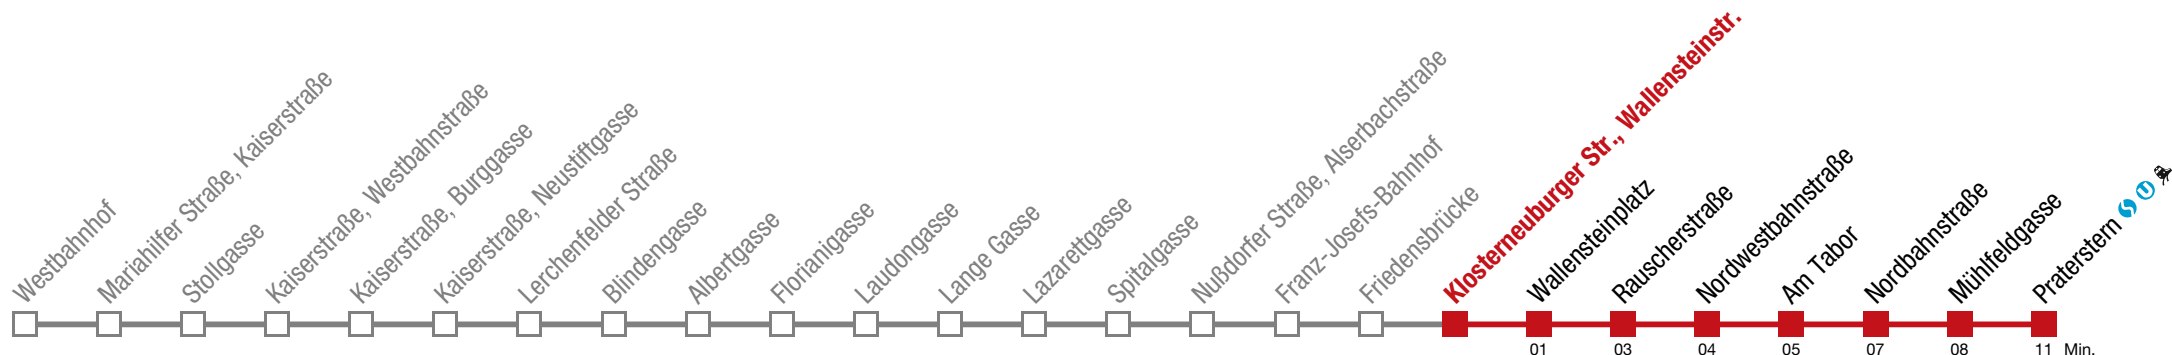 Westbahnhof
Mariahilfer Straße, Kaiserstraße
Stollgasse
Kaiserstraße, Westbahnstraße
Kaiserstraße, Burggasse
Kaiserstraße, Neustiftgasse
Lerchenfelder Straße
Blindengasse
Albertgasse
Florianigasse
Laudongasse
Lange Gasse
Lazarettgasse
Spitalgasse
Nußdorfer Straße, Alserbachstraße
Franz-Josefs-Bahnhof
Friedensbrücke
Klosterneuburger Str., Wallensteinstr.
Wallensteinplatz
Rauscherstraße
Nordwestbahnstraße
Am Tabor
Nordbahnstraße
Mühlfeldgasse
Praterstern S U
01 03 04 05 07 08 11 Min.